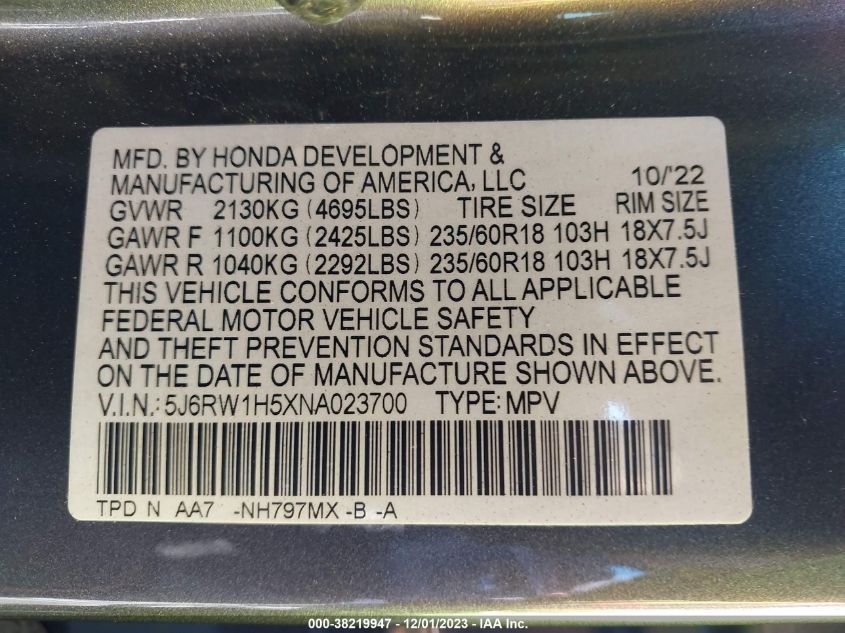 MFD. BY HONDA DEVELOPMENT &
MANUFACTURING OF AMERICA, LLC 10/'22
GVWR 2130KG (4695LBS) TIRE SIZE RIM SIZE
GAWR F 1100KG (2425LBS) 235/60R18 103H 18X7.5J
GAWR R 1040KG (2292LBS) 235/60R18 103H 18X7.5J
THIS VEHICLE CONFORMS TO ALL APPLICABLE
FEDERAL MOTOR VEHICLE SAFETY
AND THEFT PREVENTION STANDARDS IN EFFECT
ON THE DATE OF MANUFACTURE SHOWN ABOVE.
V.I.N.: 5J6RW1H5XNA023700 TYPE: MPV
TPD N AA7 -NH797MX -B -A
000-38219947 - 12/01/2023 - IAA Inc.